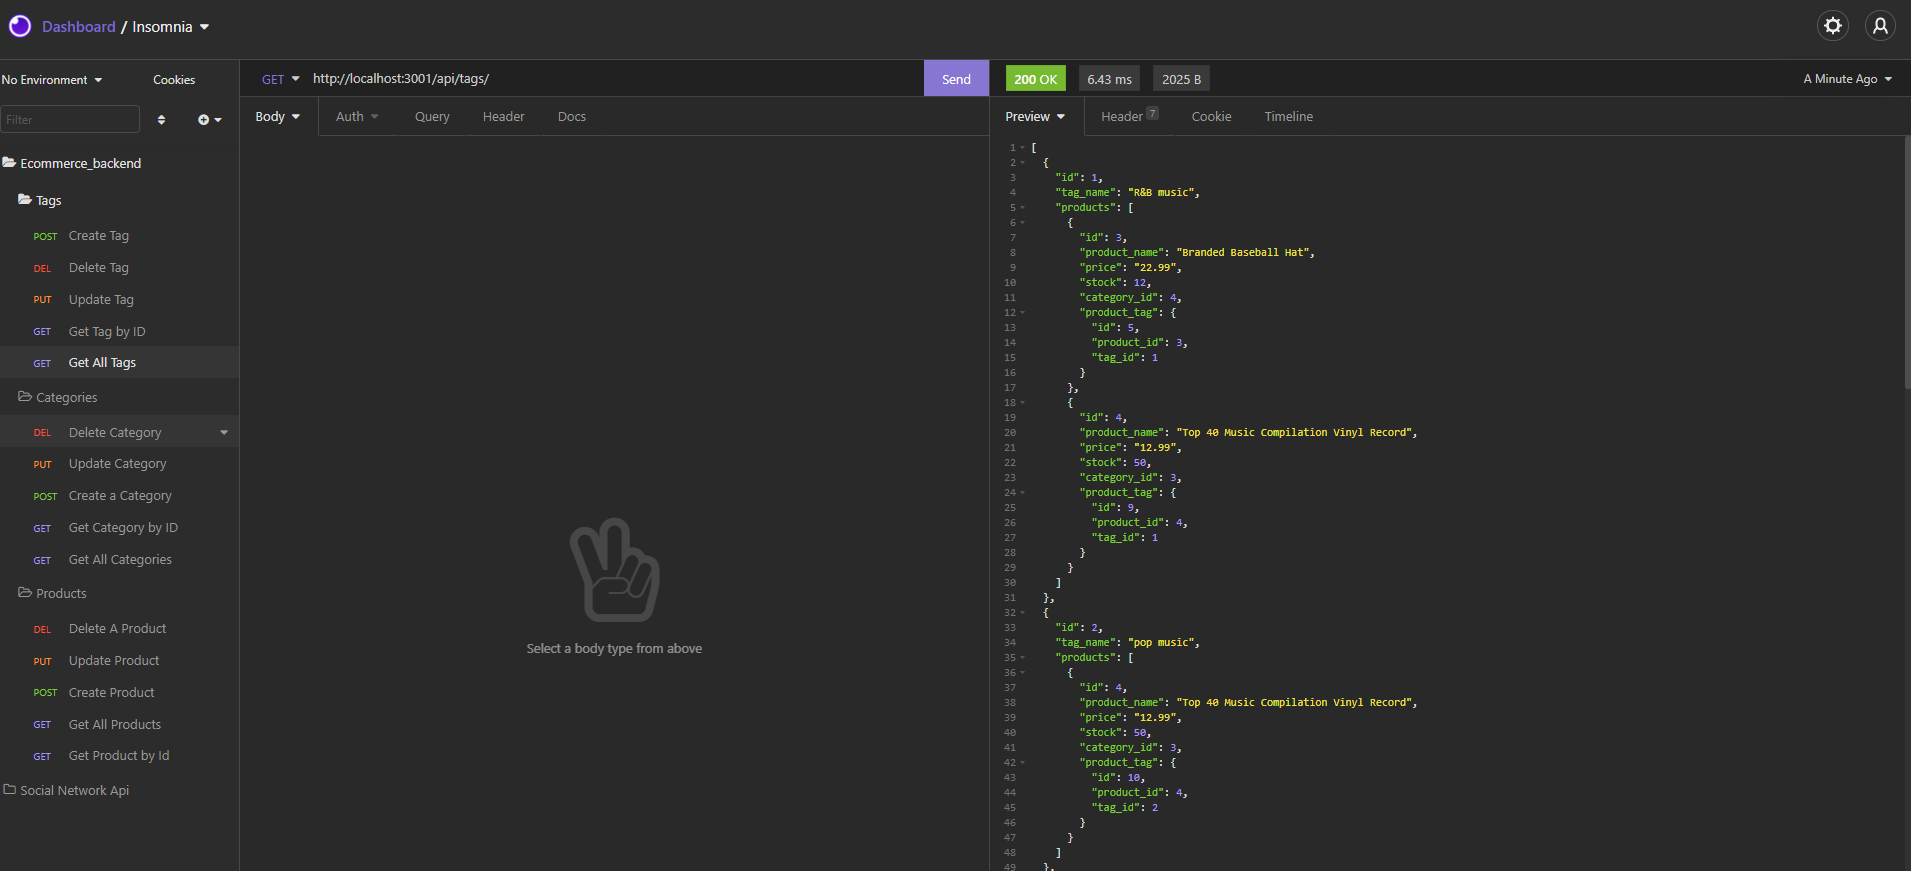 Dashboard / Insomnia
No Environment
Cookies
Filter
Ecommerce_backend
Tags
POST Create Tag
DEL Delete Tag
PUT Update Tag
GET Get Tag by ID
GET Get All Tags
Categories
DEL Delete Category
PUT Update Category
POST Create a Category
GET Get Category by ID
GET Get All Categories
Products
DEL Delete A Product
PUT Update Product
POST Create Product
GET Get All Products
GET Get Product by Id
Social Network Api
GET http://localhost:3001/api/tags/ Send
Body Auth Query Header Docs
Select a body type from above
200 OK 6.43 ms 2025 B A Minute Ago
Preview Header 7 Cookie Timeline
1 [
2 {
3 "id": 1,
4 "tag_name": "R&B music",
5 "products": [
6 {
7 "id": 3,
8 "product_name": "Branded Baseball Hat",
9 "price": "22.99",
10 "stock": 12,
11 "category_id": 4,
12 "product_tag": {
13 "id": 5,
14 "product_id": 3,
15 "tag_id": 1
16 }
17 },
18 {
19 "id": 4,
20 "product_name": "Top 40 Music Compilation Vinyl Record",
21 "price": "12.99",
22 "stock": 50,
23 "category_id": 3,
24 "product_tag": {
25 "id": 9,
26 "product_id": 4,
27 "tag_id": 1
28 }
29 }
30 ]
31 },
32 {
33 "id": 2,
34 "tag_name": "pop music",
35 "products": [
36 {
37 "id": 4,
38 "product_name": "Top 40 Music Compilation Vinyl Record",
39 "price": "12.99",
40 "stock": 50,
41 "category_id": 3,
42 "product_tag": {
43 "id": 10,
44 "product_id": 4,
45 "tag_id": 2
46 }
47 }
48 ]
49 },